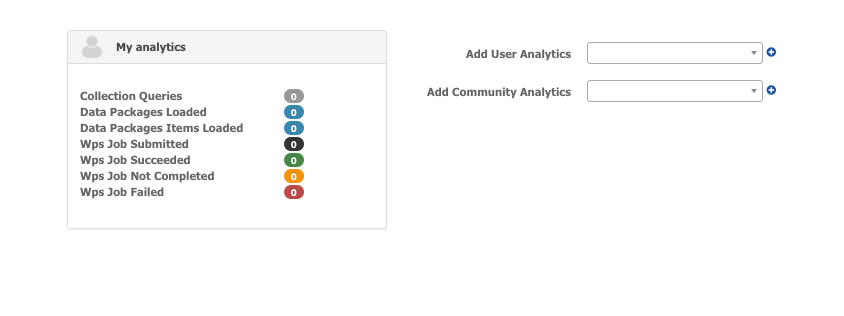 My analytics
Collection Queries 0
Data Packages Loaded 0
Data Packages Items Loaded 0
Wps Job Submitted 0
Wps Job Succeeded 0
Wps Job Not Completed 0
Wps Job Failed 0
Add User Analytics
Add Community Analytics